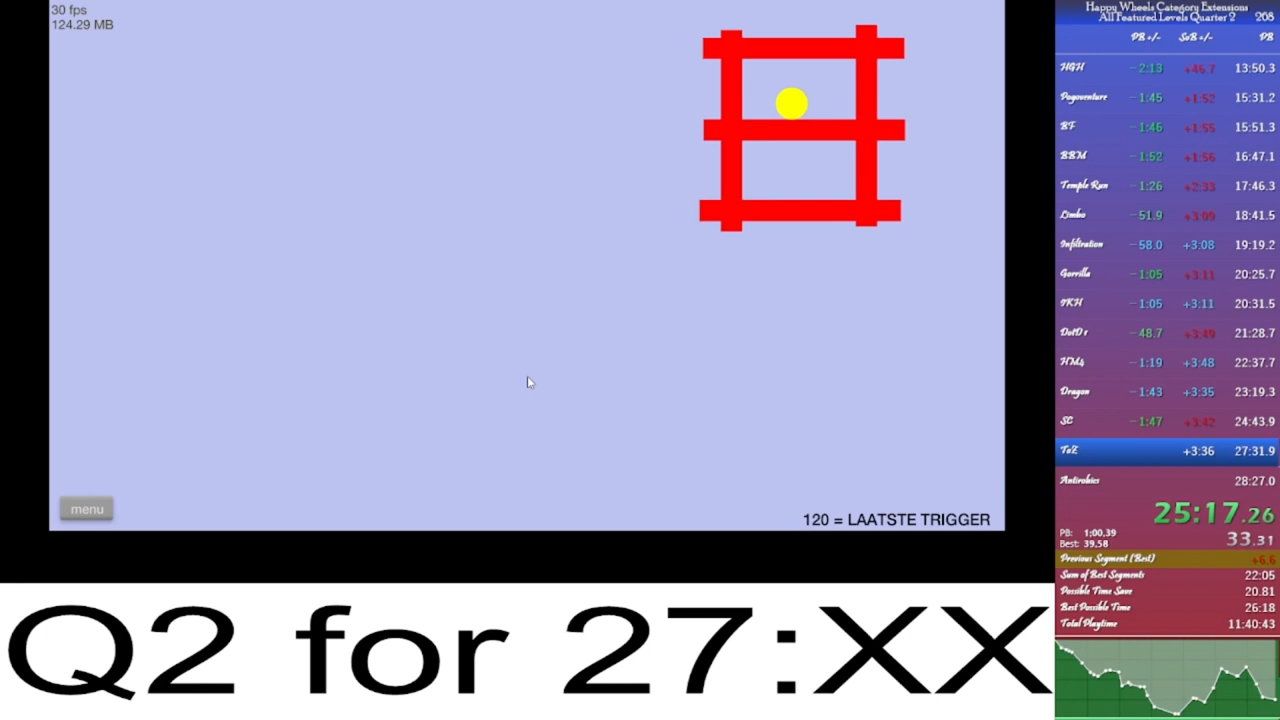 30 fps
124.29 MB
menu
120 = LAATSTE TRIGGER
Q2 for 27:XX
Happy Wheels Category Extensions
All Featured Levels Quarter 2 208
PB +/- SoB +/- PB
HGH -2:13 +46.7 13:50.3
Pogoventure -1:45 +1:52 15:31.2
BF -1:46 +1:55 15:51.3
BBM -1:52 +1:56 16:47.1
Temple Run -1:26 +2:33 17:46.3
Limbo -51.9 +3:09 18:41.5
Infiltration -58.0 +3:08 19:19.2
Gorrilla -1:05 +3:11 20:25.7
IKH -1:05 +3:11 20:31.5
DotD1 -48.7 +3:49 21:28.7
HM4 -1:19 +3:48 22:37.7
Dragon -1:43 +3:35 23:19.3
SC -1:47 +3:42 24:43.9
ToZ +3:36 27:31.9
Antirobics 28:27.0
25:17.26
PB: 1:00.39
Best: 39.58
33.31
Previous Segment (Best) +6.6
Sum of Best Segments 22:05
Possible Time Save 20.81
Best Possible Time 26:18
Total Playtime 11:40:43